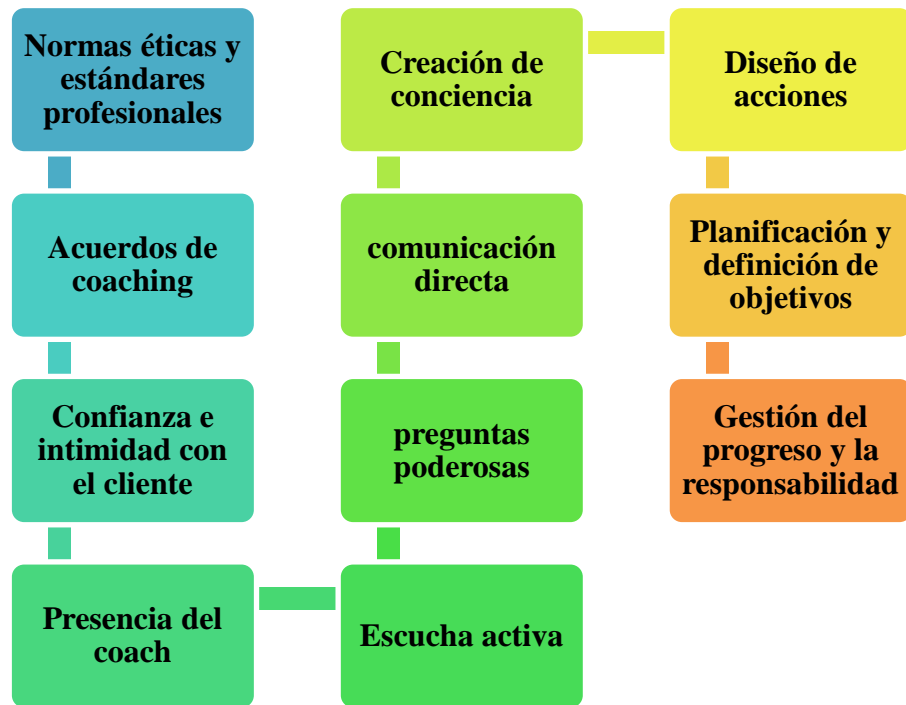 Normas éticas y
estándares
profesionales
Acuerdos de
coaching
Confianza e
intimidad con
el cliente
Presencia del
coach
Escucha activa
preguntas
poderosas
comunicación
directa
Creación de
conciencia
Diseño de
acciones
Planificación y
definición de
objetivos
Gestión del
progreso y la
responsabilidad